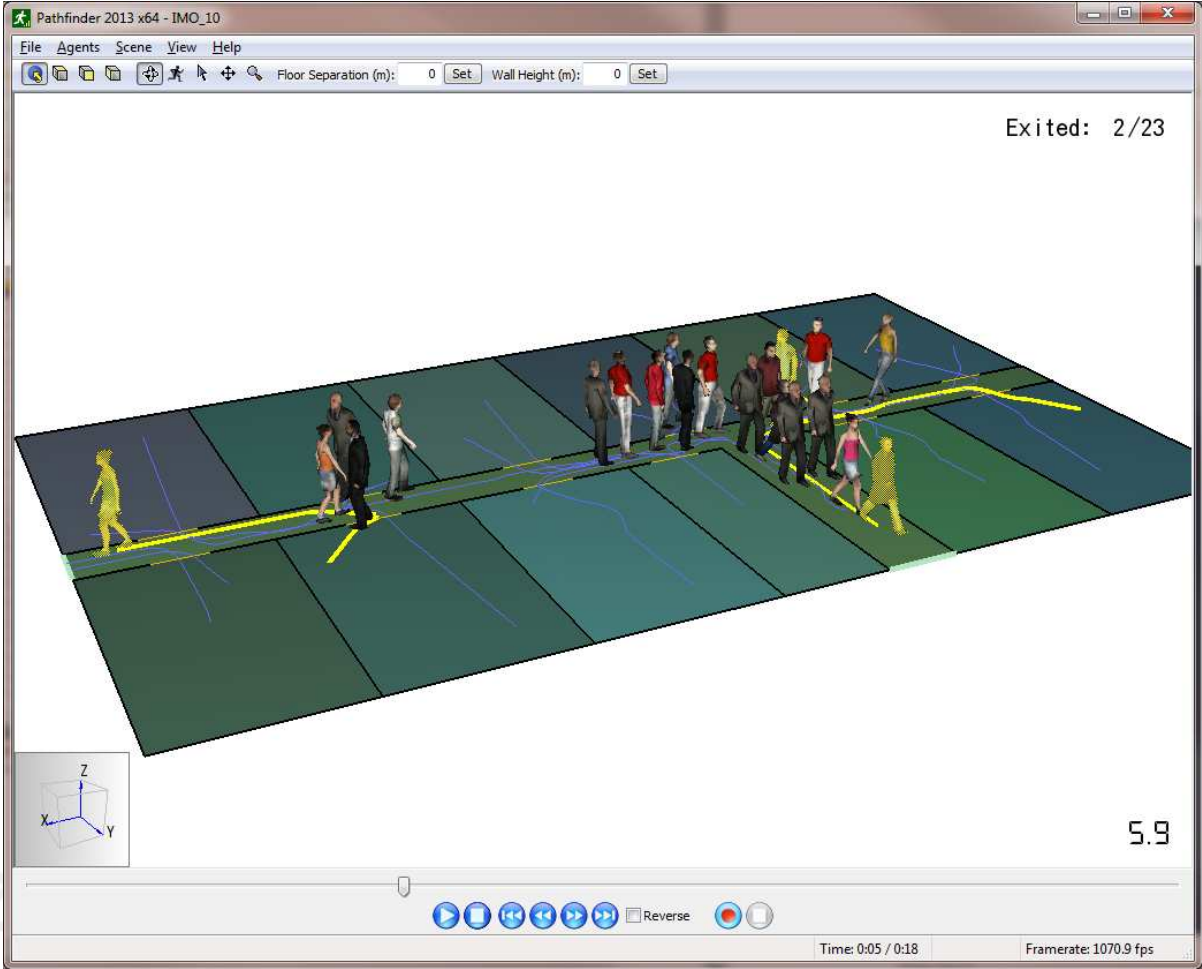 Pathfinder 2013 x64 - IMO_10
File Agents Scene View Help
Floor Separation (m): 0 Set Wall Height (m): 0 Set
Exited: 2/23
Z
X
Y
5.9
Reverse
Time: 0:05 / 0:18 Framerate: 1070.9 fps